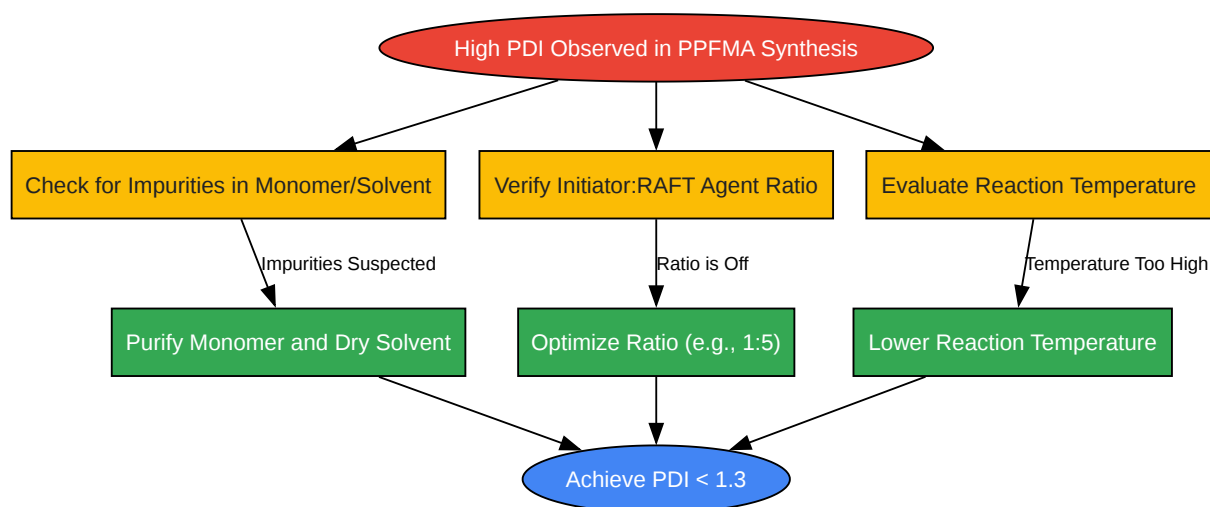 High PDI Observed in PPFMA Synthesis
Check for Impurities in Monomer/Solvent
Verify Initiator:RAFT Agent Ratio
Evaluate Reaction Temperature
Impurities Suspected
Ratio is Off
Temperature Too High
Purify Monomer and Dry Solvent
Optimize Ratio (e.g., 1:5)
Lower Reaction Temperature
Achieve PDI < 1.3